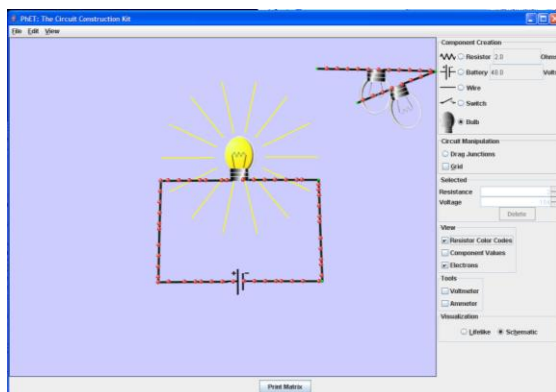 PhET: The Circuit Construction Kit
File Edit View
Component Creation
Resistor 2.0 Ohms
Battery 40.0 Volts
Wire
Switch
Bulb
Circuit Manipulation
Drag Junctions
Grid
Selected
Resistance
Voltage
Delete
View
Resistor Color Codes
Component Values
Electrons
Tools
Voltmeter
Ammeter
Visualization
Lifelike Schematic
+ -
Print Matrix